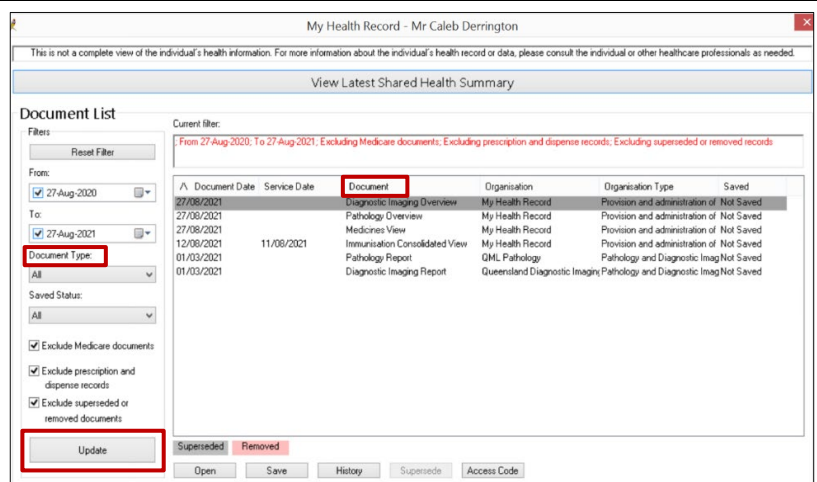 My Health Record - Mr Caleb Derrington
This is not a complete view of the individual's health information. For more information about the individual's health record or data, please consult the individual or other healthcare professionals as needed.
View Latest Shared Health Summary
Document List
Filters
Reset Filter
From:
27-Aug-2020
To:
27-Aug-2021
Document Type:
All
Saved Status:
All
Exclude Medicare documents
Exclude prescription and
dispense records
Exclude superseded or
removed documents
Update
Current filter:
; From 27-Aug-2020; To 27-Aug-2021; Excluding Medicare documents; Excluding prescription and dispense records; Excluding superseded or removed records
Document Date Service Date Document Organisation Organisation Type Saved
27/08/2021 Diagnostic Imaging Overview My Health Record Provision and administration of Not Saved
27/08/2021 Pathology Overview My Health Record Provision and administration of Not Saved
27/08/2021 Medicines View My Health Record Provision and administration of Not Saved
12/08/2021 11/08/2021 Immunisation Consolidated View My Health Record Provision and administration of Not Saved
01/03/2021 Pathology Report QML Pathology Pathology and Diagnostic Imag Not Saved
01/03/2021 Diagnostic Imaging Report Queensland Diagnostic Imaging Pathology and Diagnostic Imag Not Saved
Superseded Removed
Open Save History Supersede Access Code